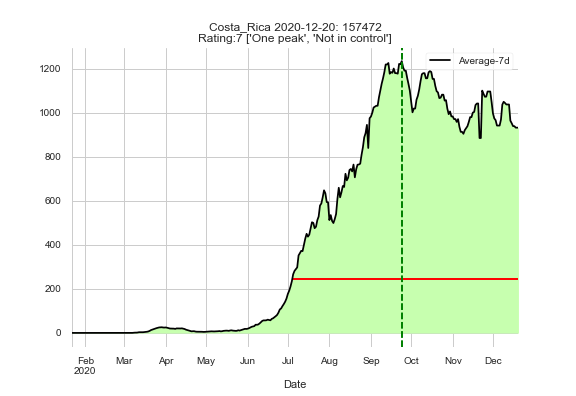 Costa_Rica 2020-12-20: 157472
Rating:7 ['One peak', 'Not in control']
Average-7d
1200
1000
800
600
400
200
0
Feb Mar Apr May Jun Jul Aug Sep Oct Nov Dec
2020
Date